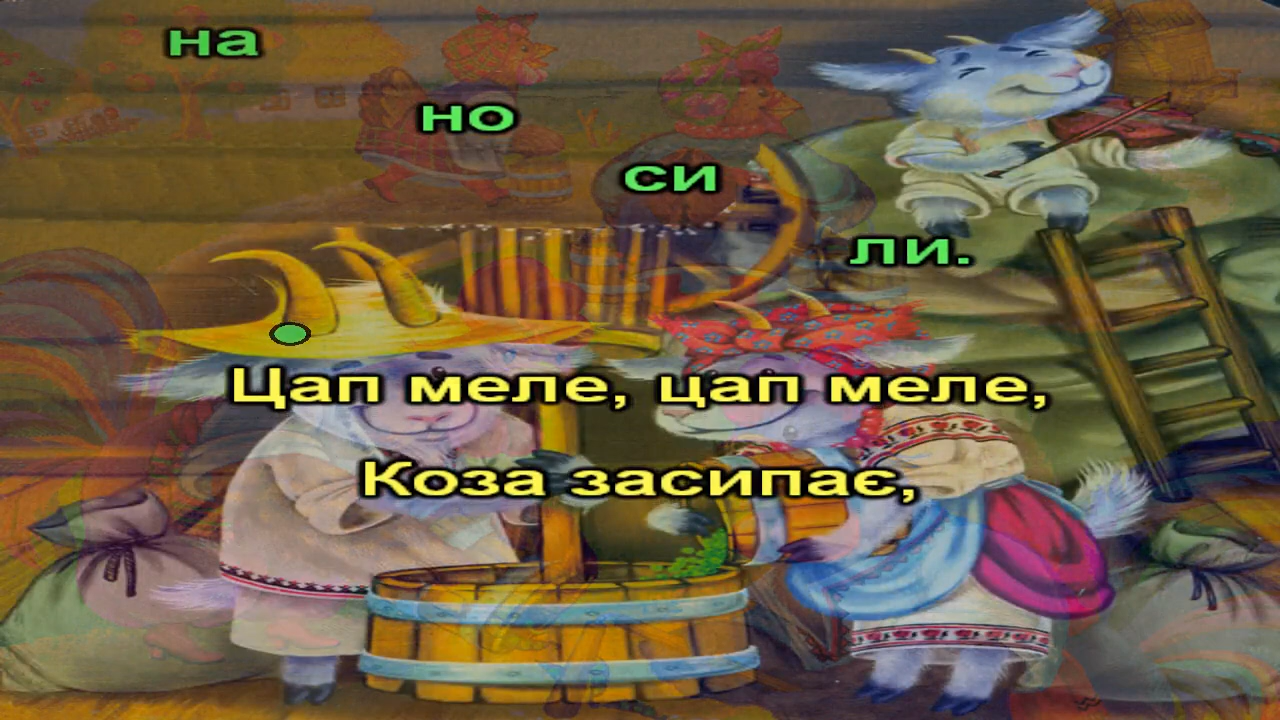 на
но
си
ли.
Цап меле, цап меле,
Коза засипає,